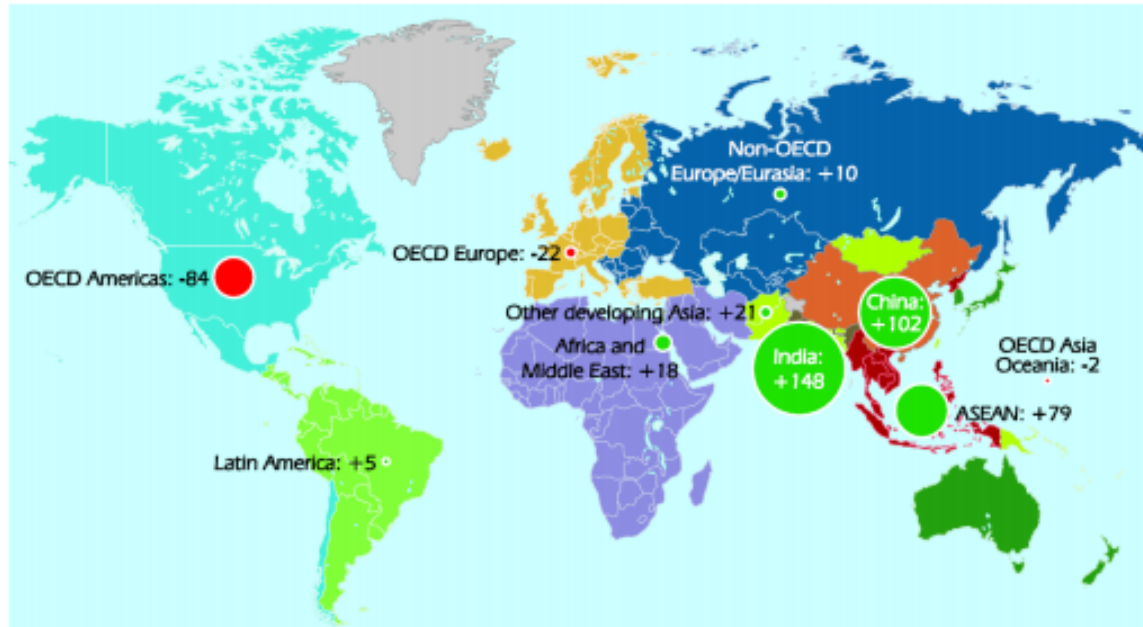 Non-OECD
Europe/Eurasia: +10
OECD Europe: -22
OECD Americas: -84
China:
+102
Other developing Asia: +21
Africa and
Middle East: +18
India:
+148
OECD Asia
Oceania: -2
ASEAN: +79
Latin America: +5